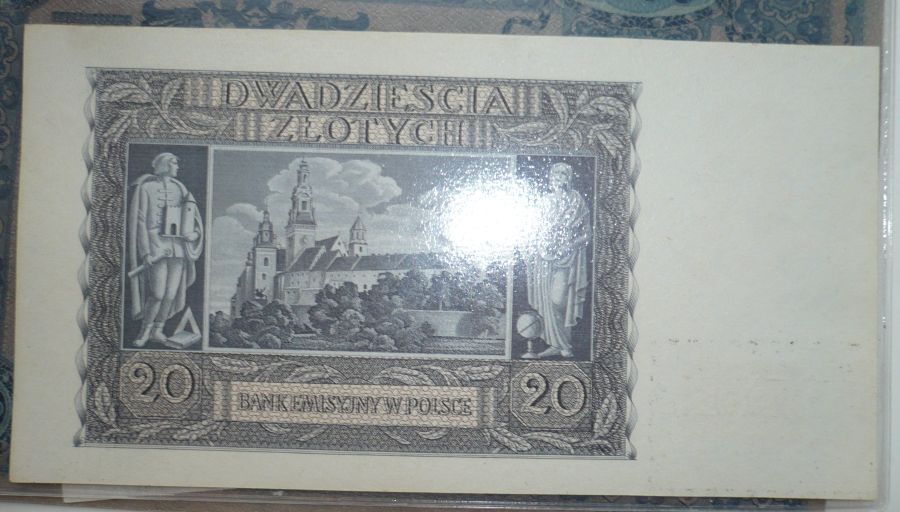 DWADZIEŚCIA
ZŁOTYCH
20
BANK EMISYJNY W POLSCE
20